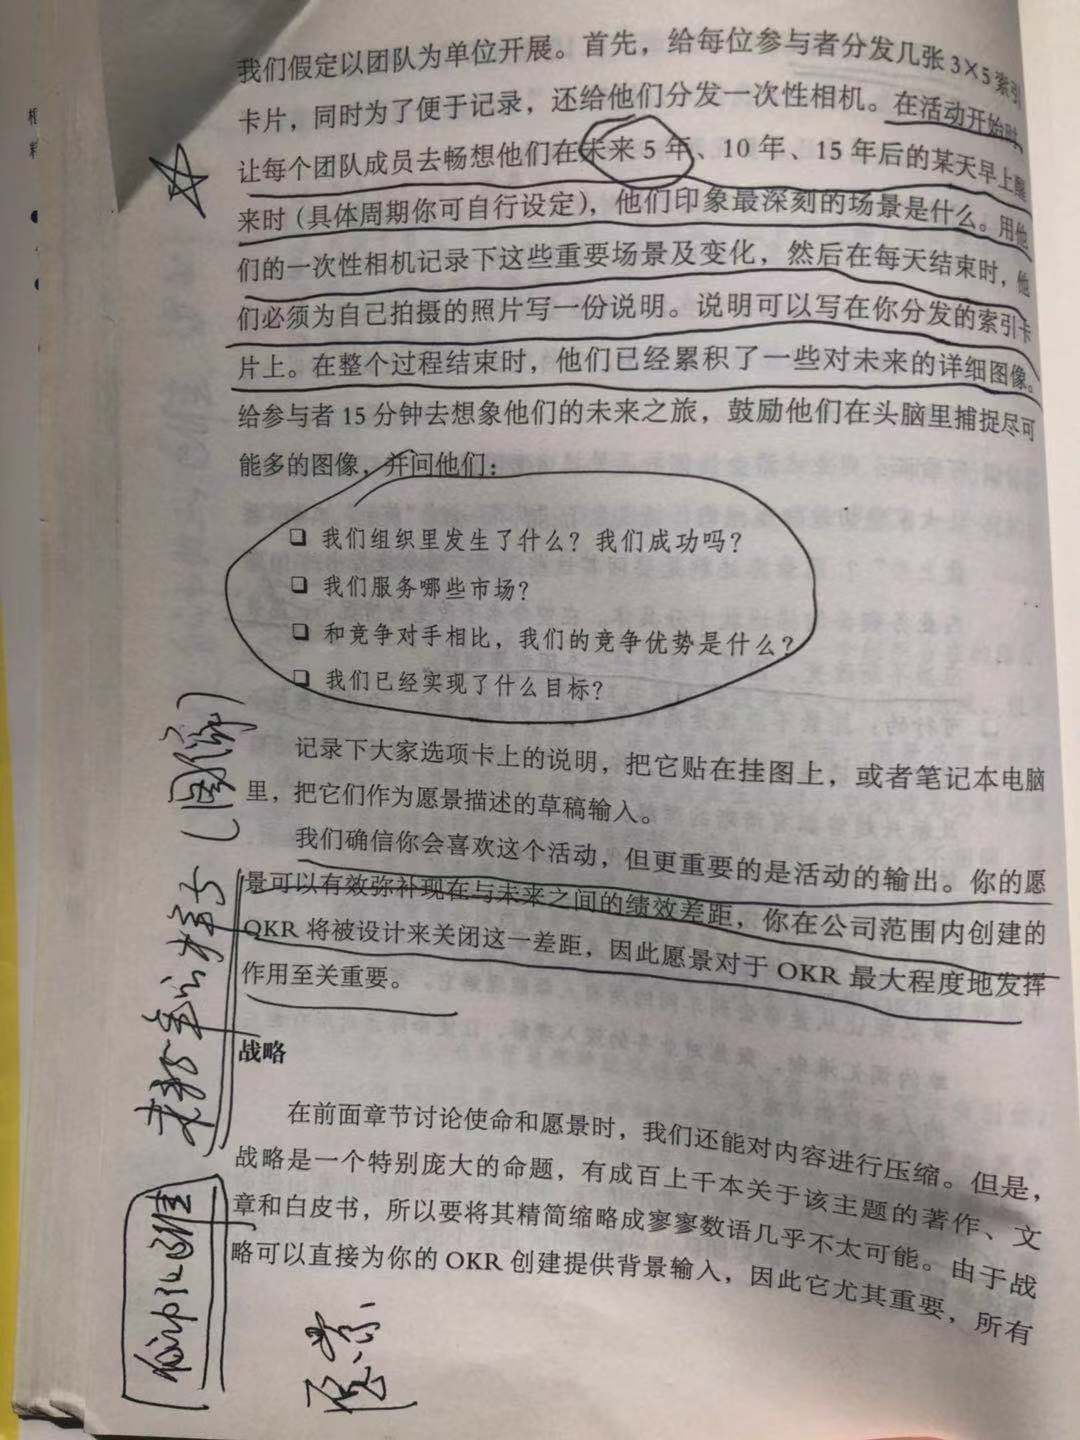 我们假定以团队为单位开展。首先，给每位参与者分发几张 3×5 索引
卡片，同时为了便于记录，还给他们分发一次性相机。在活动开始时，
让每个团队成员去畅想他们在未来 5 年、10 年、15 年后的某天早上醒
来时（具体周期你可自行设定），他们印象最深刻的场景是什么。用他
们的一次性相机记录下这些重要场景及变化，然后在每天结束时，他
们必须为自己拍摄的照片写一份说明。说明可以写在你分发的索引卡
片上。在整个过程结束时，他们已经累积了一些对未来的详细图像。
给参与者 15 分钟去想象他们的未来之旅，鼓励他们在头脑里捕捉尽可
能多的图像，并问他们：
❑ 我们组织里发生了什么？我们成功吗？
❑ 我们服务哪些市场？
❑ 和竞争对手相比，我们的竞争优势是什么？
❑ 我们已经实现了什么目标？
记录下大家选项卡上的说明，把它贴在挂图上，或者笔记本电脑
里，把它们作为愿景描述的草稿输入。
我们确信你会喜欢这个活动，但更重要的是活动的输出。你的愿
景可以有效弥补现在与未来之间的绩效差距，你在公司范围内创建的
OKR 将被设计来关闭这一差距，因此愿景对于 OKR 最大程度地发挥
作用至关重要。
战略
在前面章节讨论使命和愿景时，我们还能对内容进行压缩。但是，
战略是一个特别庞大的命题，有成百上千本关于该主题的著作、文
章和白皮书，所以要将其精简缩略成寥寥数语几乎不太可能。由于战
略可以直接为你的 OKR 创建提供背景输入，因此它尤其重要，所有
愿景